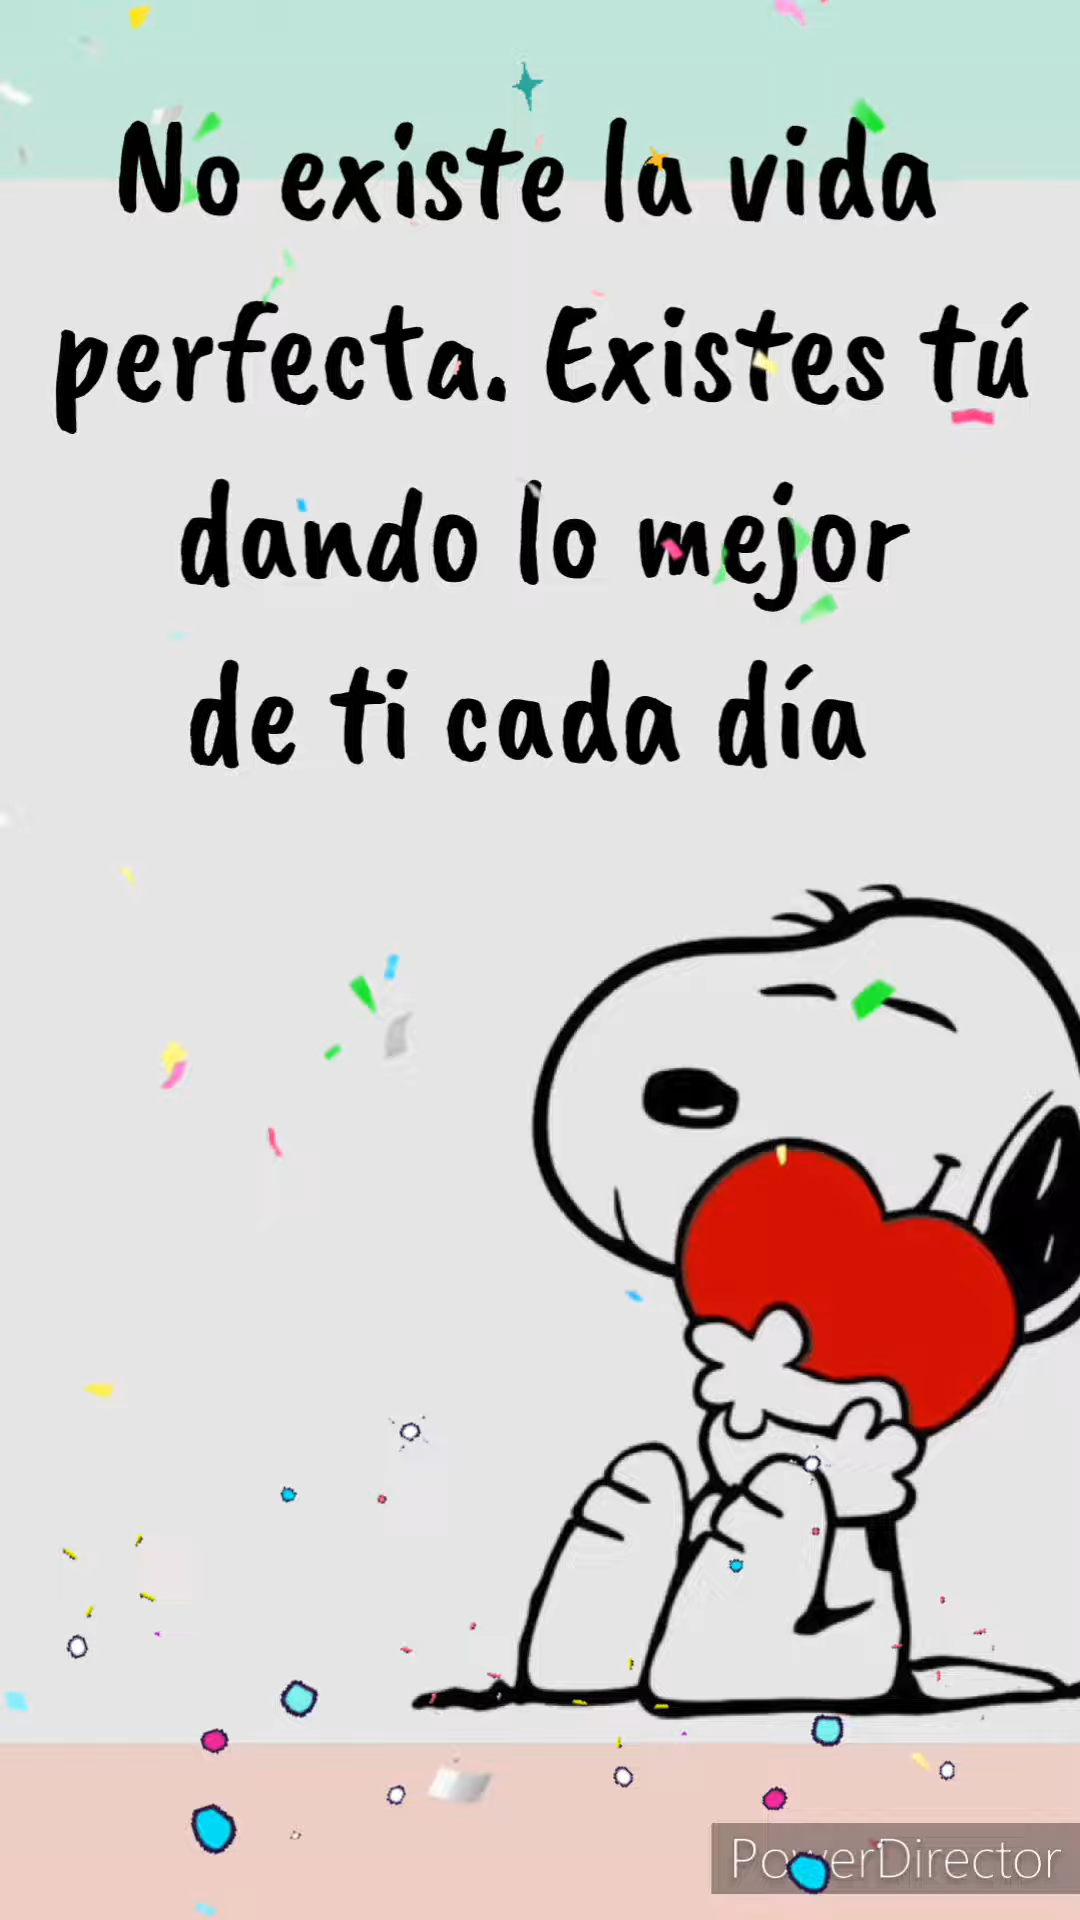 No existe la vida
perfecta. Existes tú
dando lo mejor
de ti cada día
PowerDirector